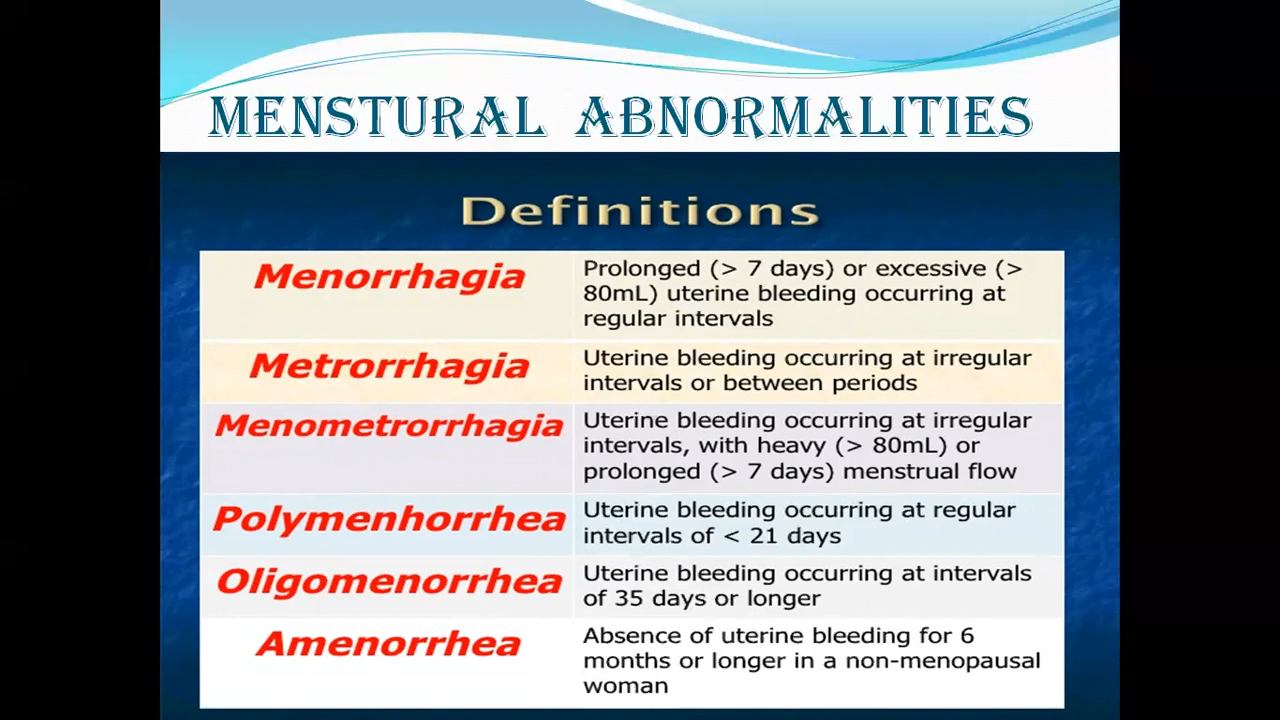 MENSTURAL ABNORMALITIES
Definitions
Menorrhagia
Prolonged (> 7 days) or excessive (>
80mL) uterine bleeding occurring at
regular intervals
Metrorrhagia
Uterine bleeding occurring at irregular
intervals or between periods
Menometrorrhagia
Uterine bleeding occurring at irregular
intervals, with heavy (> 80mL) or
prolonged (> 7 days) menstrual flow
Polymenhorrhea
Uterine bleeding occurring at regular
intervals of < 21 days
Oligomenorrhea
Uterine bleeding occurring at intervals
of 35 days or longer
Amenorrhea
Absence of uterine bleeding for 6
months or longer in a non-menopausal
woman